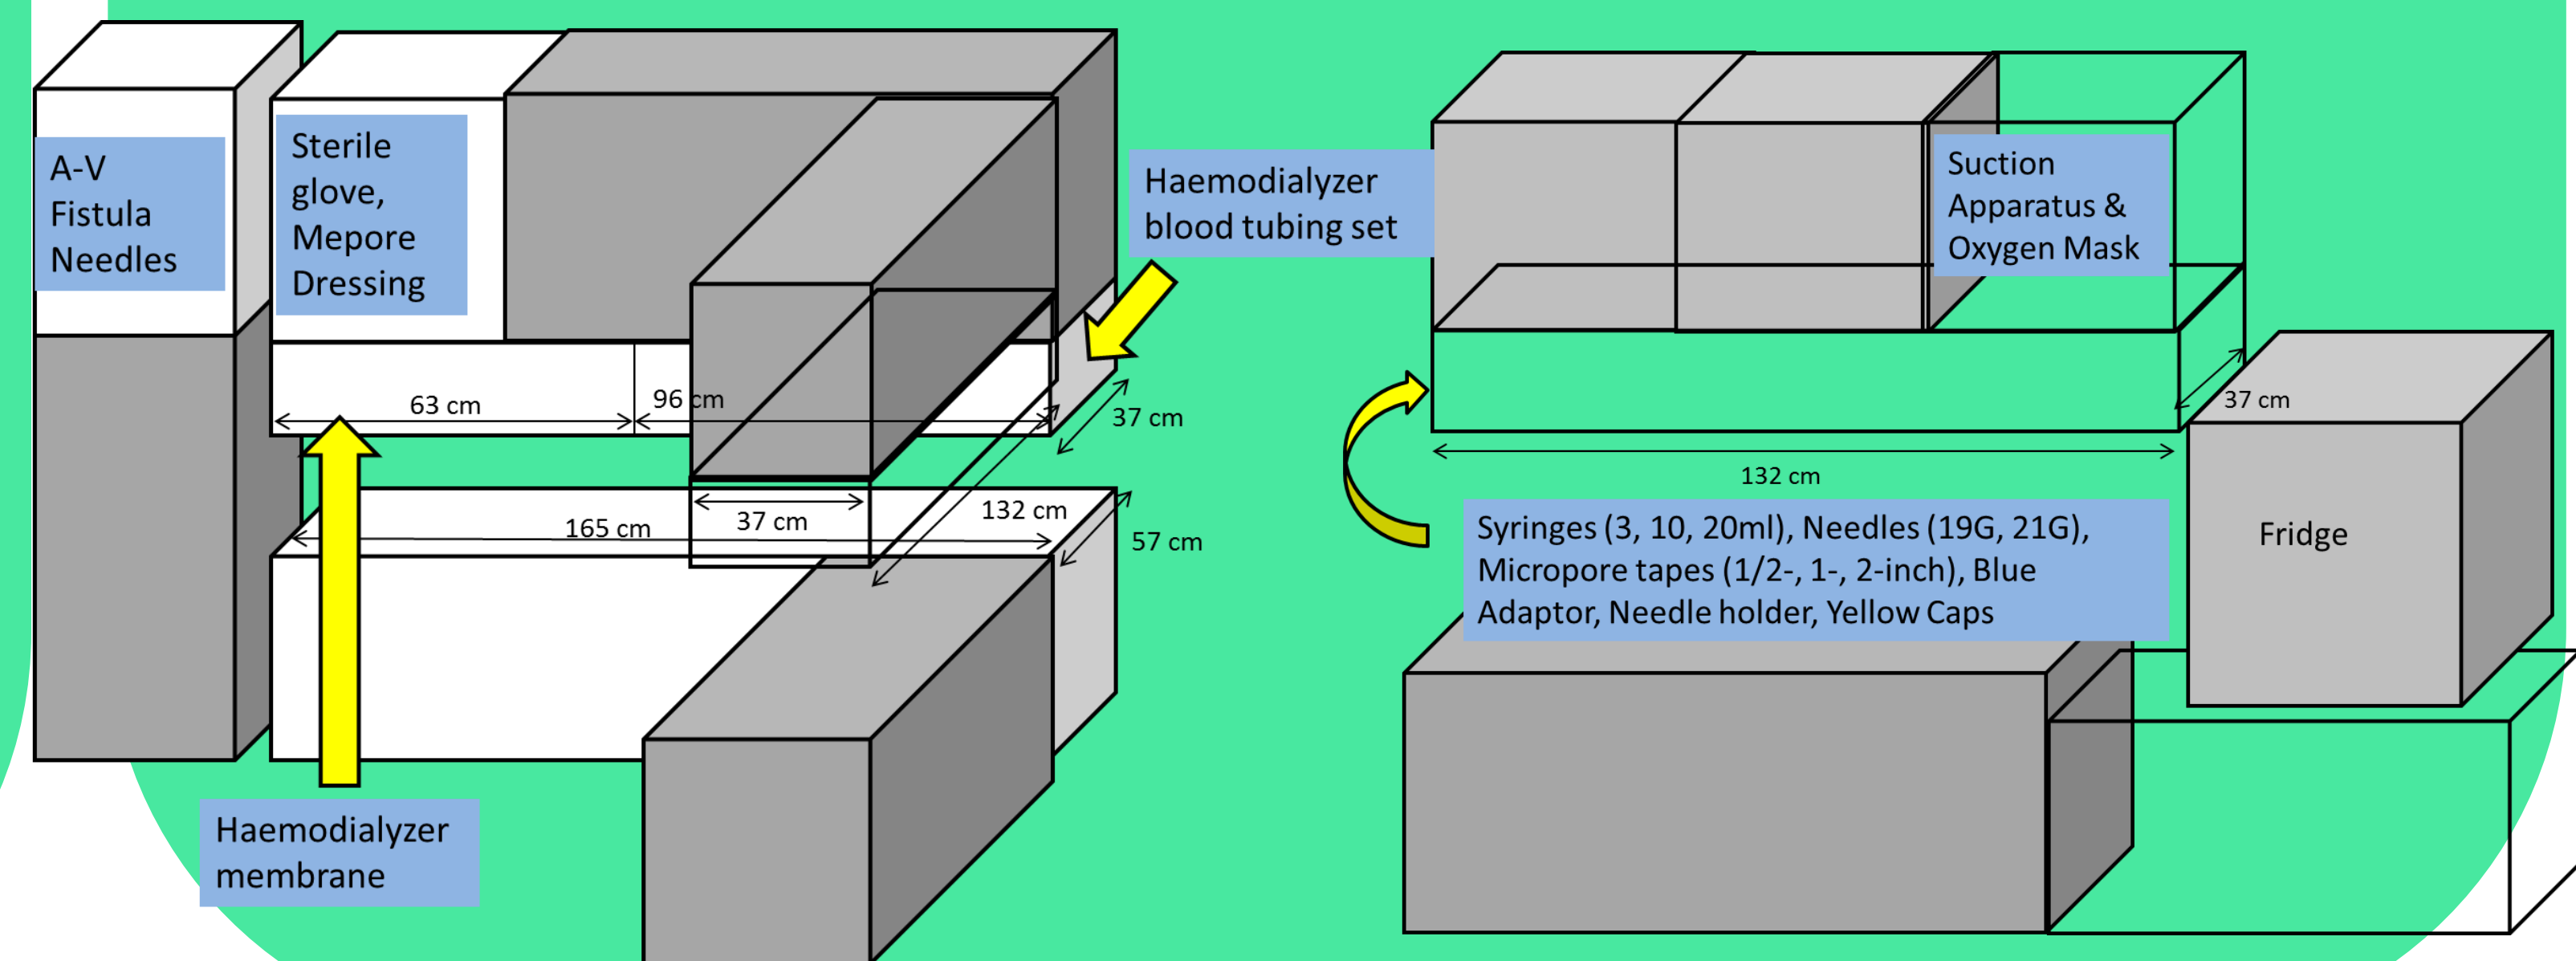 A-V
Fistula
Needles
Sterile
glove,
Mepore
Dressing
Haemodialyzer
blood tubing set
63 cm
96 cm
37 cm
37 cm
132 cm
165 cm
57 cm
Haemodialyzer
membrane
Suction
Apparatus &
Oxygen Mask
37 cm
132 cm
Syringes (3, 10, 20ml), Needles (19G, 21G),
Micropore tapes (1/2-, 1-, 2-inch), Blue
Adaptor, Needle holder, Yellow Caps
Fridge